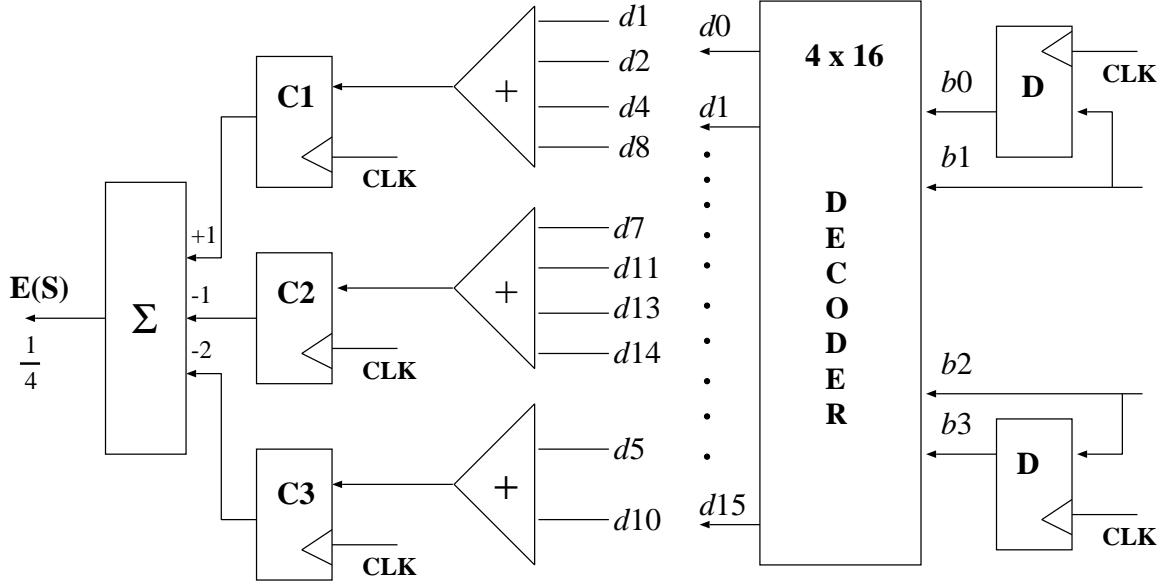 C1
CLK
+
d1
d2
d4
d8
C2
CLK
+
d7
d11
d13
d14
C3
CLK
+
d5
d10
E(S)
1
4
Σ
+1
-1
-2
d0
d1
d15
4 x 16
D
E
C
O
D
E
R
b0
b1
b2
b3
D
CLK
D
CLK